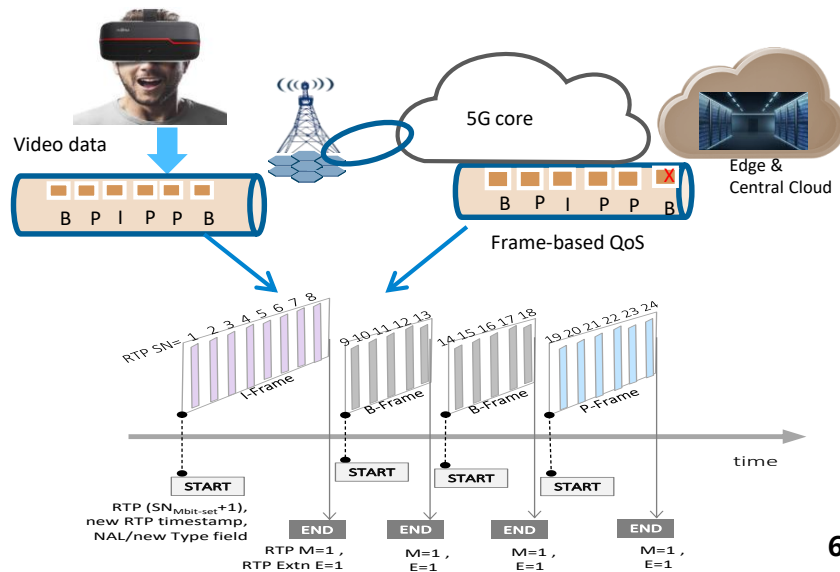 Video data
5G core
Edge &
Central Cloud
B P I P P B
B P I P P B
X
Frame-based QoS
RTP SN= 1 2 3 4 5 6 7 8
9 10 11 12 13
14 15 16 17 18
19 20 21 22 23 24
I-Frame
B-Frame
B-Frame
P-Frame
time
START
START
START
START
RTP (SNMbit-set+1),
new RTP timestamp,
NAL/new Type field
END
END
END
END
RTP M=1 ,
RTP Extn E=1
M=1 ,
E=1
M=1 ,
E=1
M=1 ,
E=1
6